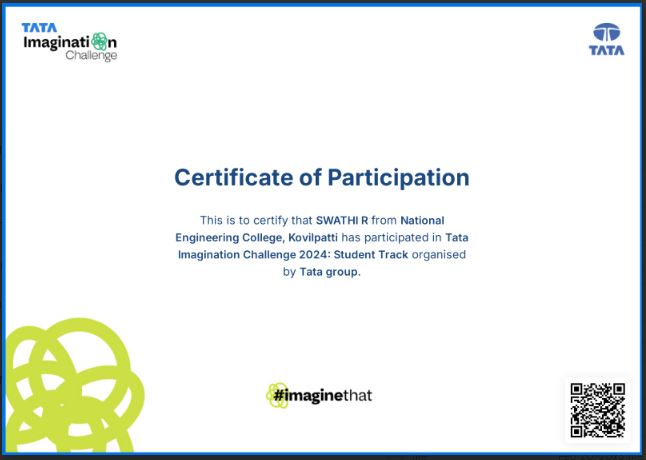 TATA
Imagination
Challenge
TATA
Certificate of Participation
This is to certify that SWATHI R from National
Engineering College, Kovilpatti has participated in Tata
Imagination Challenge 2024: Student Track organised
by Tata group.
#imaginethat